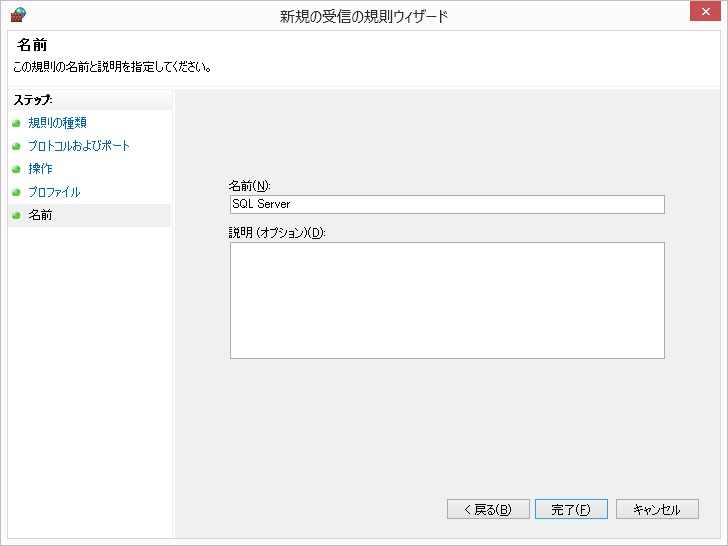 新規の受信の規則ウィザード
名前
この規則の名前と説明を指定してください。
ステップ:
規則の種類
プロトコルおよびポート
操作
プロファイル
名前
名前(N):
SQL Server
説明 (オプション)(D):
< 戻る(B)
完了(F)
キャンセル